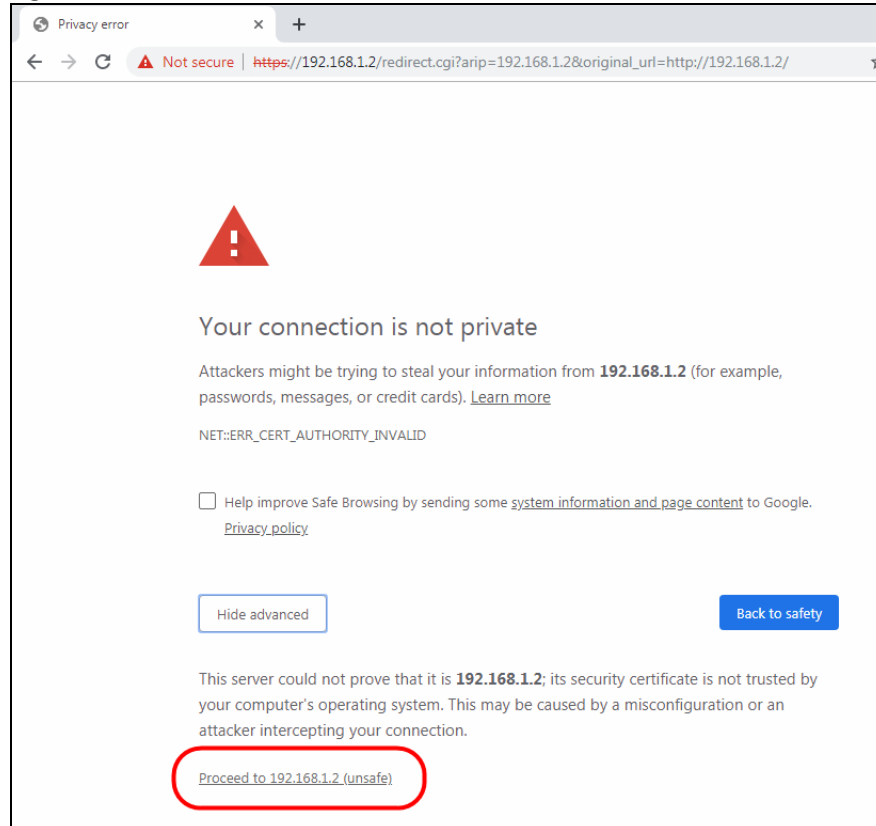 Privacy error
Not secure | https://192.168.1.2/redirect.cgi?arip=192.168.1.2&original_url=http://192.168.1.2/
Your connection is not private
Attackers might be trying to steal your information from 192.168.1.2 (for example,
passwords, messages, or credit cards). Learn more
NET::ERR_CERT_AUTHORITY_INVALID
Help improve Safe Browsing by sending some system information and page content to Google.
Privacy policy
Hide advanced
Back to safety
This server could not prove that it is 192.168.1.2; its security certificate is not trusted by
your computer's operating system. This may be caused by a misconfiguration or an
attacker intercepting your connection.
Proceed to 192.168.1.2 (unsafe)